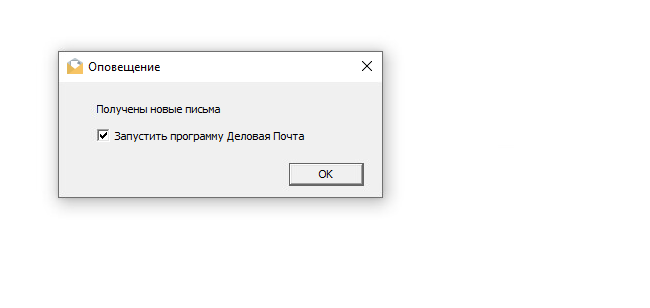 Оповещение
Получены новые письма
Запустить программу Деловая Почта
OK